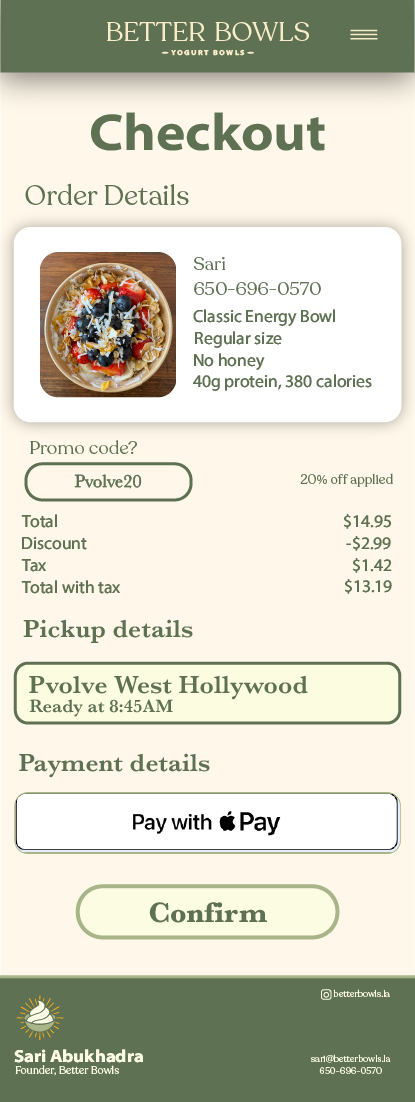 BETTER BOWLS
YOGURT BOWLS
Checkout
Order Details
Sari
650-696-0570
Classic Energy Bowl
Regular size
No honey
40g protein, 380 calories
Promo code?
Pvolve20
20% off applied
Total $14.95
Discount -$2.99
Tax $1.42
Total with tax $13.19
Pickup details
Pvolve West Hollywood
Ready at 8:45AM
Payment details
Pay with Pay
Confirm
betterbowls.la
Sari Abukhadra
Founder, Better Bowls
sari@betterbowls.la
650-696-0570